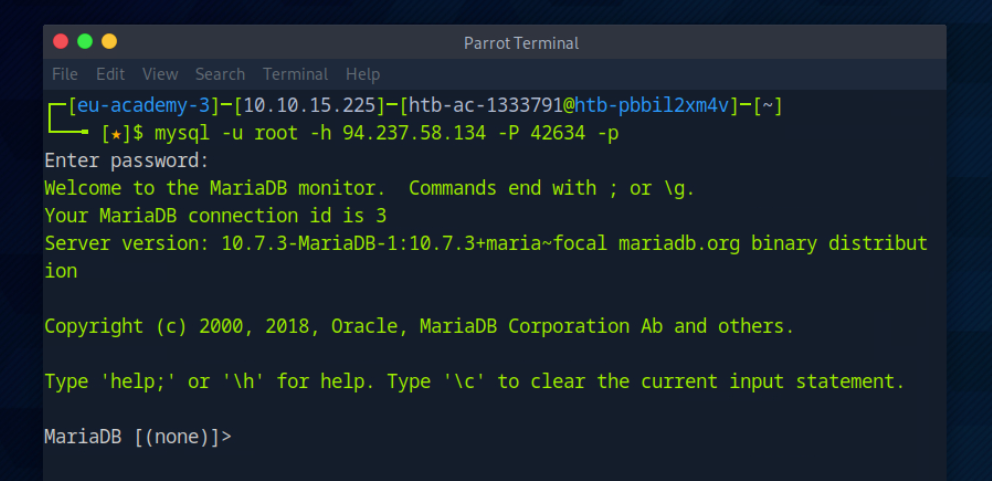 Parrot Terminal
File Edit View Search Terminal Help
┌─[eu-academy-3]─[10.10.15.225]─[htb-ac-1333791@htb-pbbil2xm4v]─[~]
└──╼ [★]$ mysql -u root -h 94.237.58.134 -P 42634 -p
Enter password:
Welcome to the MariaDB monitor.  Commands end with ; or \g.
Your MariaDB connection id is 3
Server version: 10.7.3-MariaDB-1:10.7.3+maria~focal mariadb.org binary distribut
ion
Copyright (c) 2000, 2018, Oracle, MariaDB Corporation Ab and others.
Type 'help;' or '\h' for help. Type '\c' to clear the current input statement.
MariaDB [(none)]>